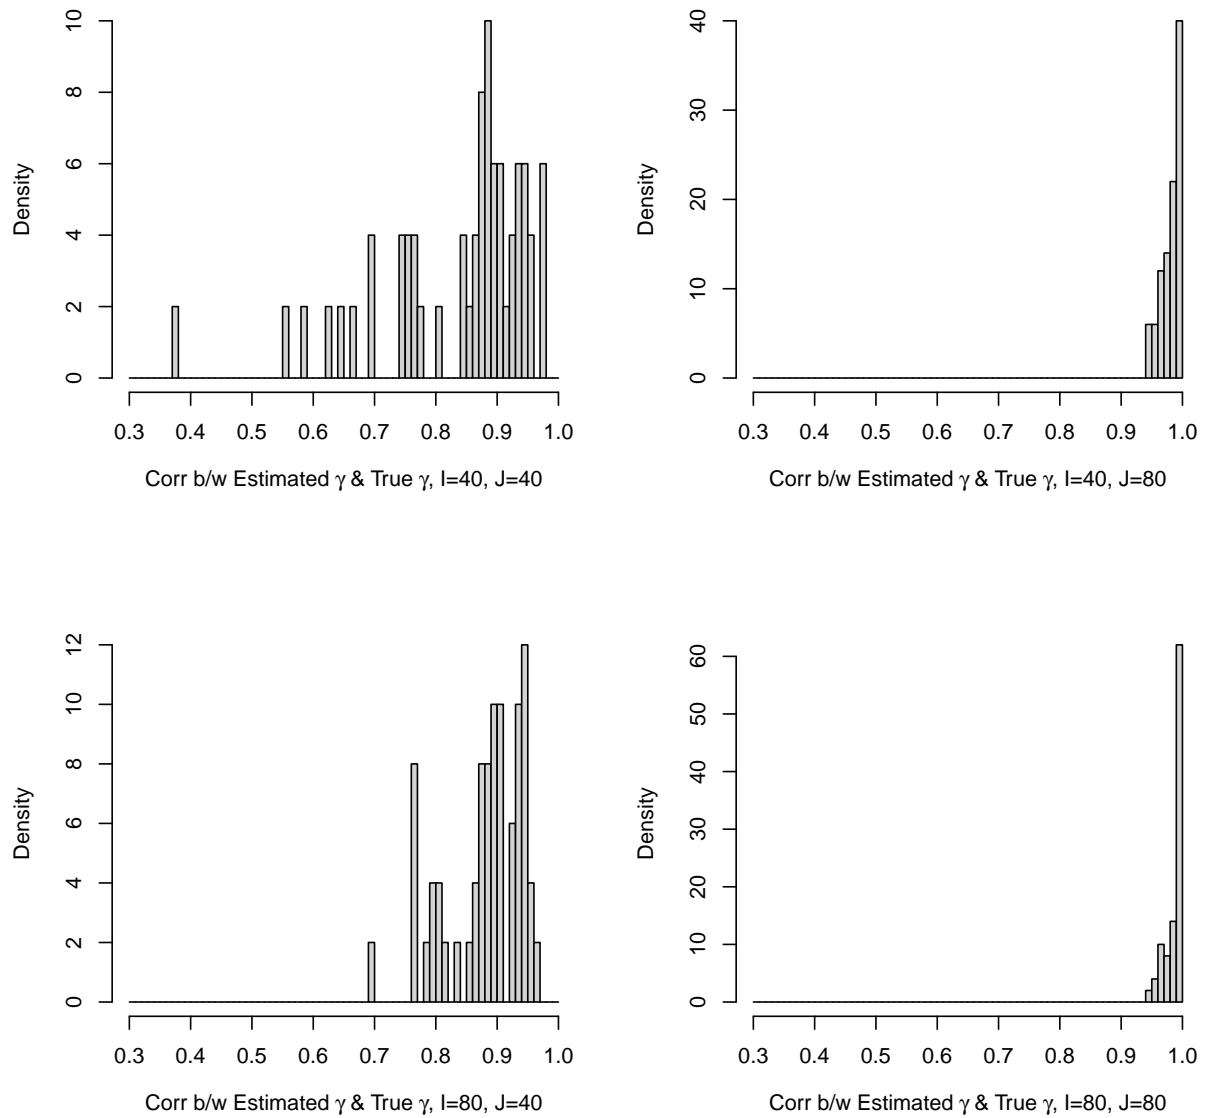 Density
10
8
6
4
2
0
0.3 0.4 0.5 0.6 0.7 0.8 0.9 1.0
Corr b/w Estimated γ & True γ, I=40, J=40
Density
40
30
20
10
0
0.3 0.4 0.5 0.6 0.7 0.8 0.9 1.0
Corr b/w Estimated γ & True γ, I=40, J=80
Density
12
10
8
6
4
2
0
0.3 0.4 0.5 0.6 0.7 0.8 0.9 1.0
Corr b/w Estimated γ & True γ, I=80, J=40
Density
60
50
40
30
20
10
0
0.3 0.4 0.5 0.6 0.7 0.8 0.9 1.0
Corr b/w Estimated γ & True γ, I=80, J=80